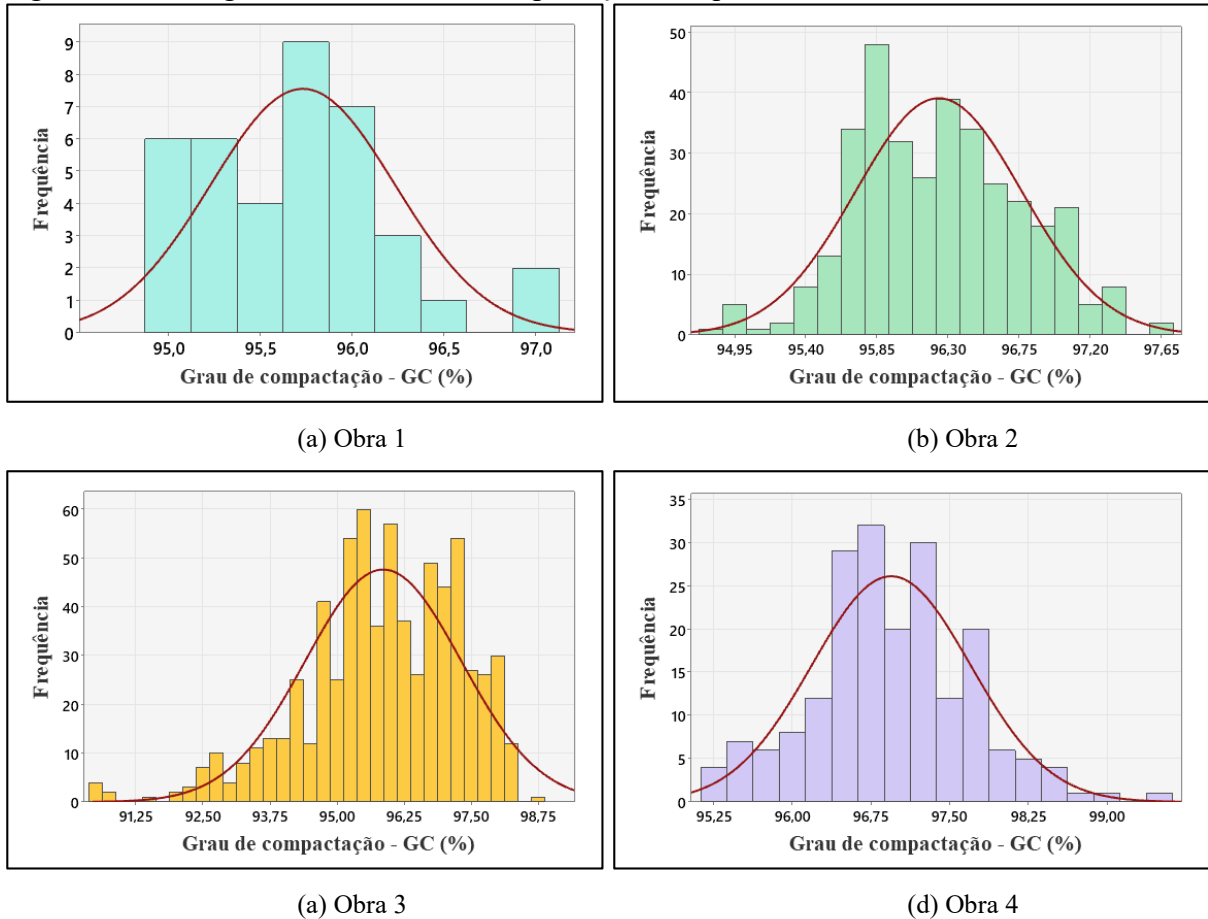 9
8
7
6
5
4
3
2
1
0
Frequência
95,0 95,5 96,0 96,5 97,0
Grau de compactação - GC (%)
(a) Obra 1
50
40
30
20
10
0
Frequência
94,95 95,40 95,85 96,30 96,75 97,20 97,65
Grau de compactação - GC (%)
(b) Obra 2
60
50
40
30
20
10
0
Frequência
91,25 92,50 93,75 95,00 96,25 97,50 98,75
Grau de compactação - GC (%)
(a) Obra 3
35
30
25
20
15
10
5
0
Frequência
95,25 96,00 96,75 97,50 98,25 99,00
Grau de compactação - GC (%)
(d) Obra 4